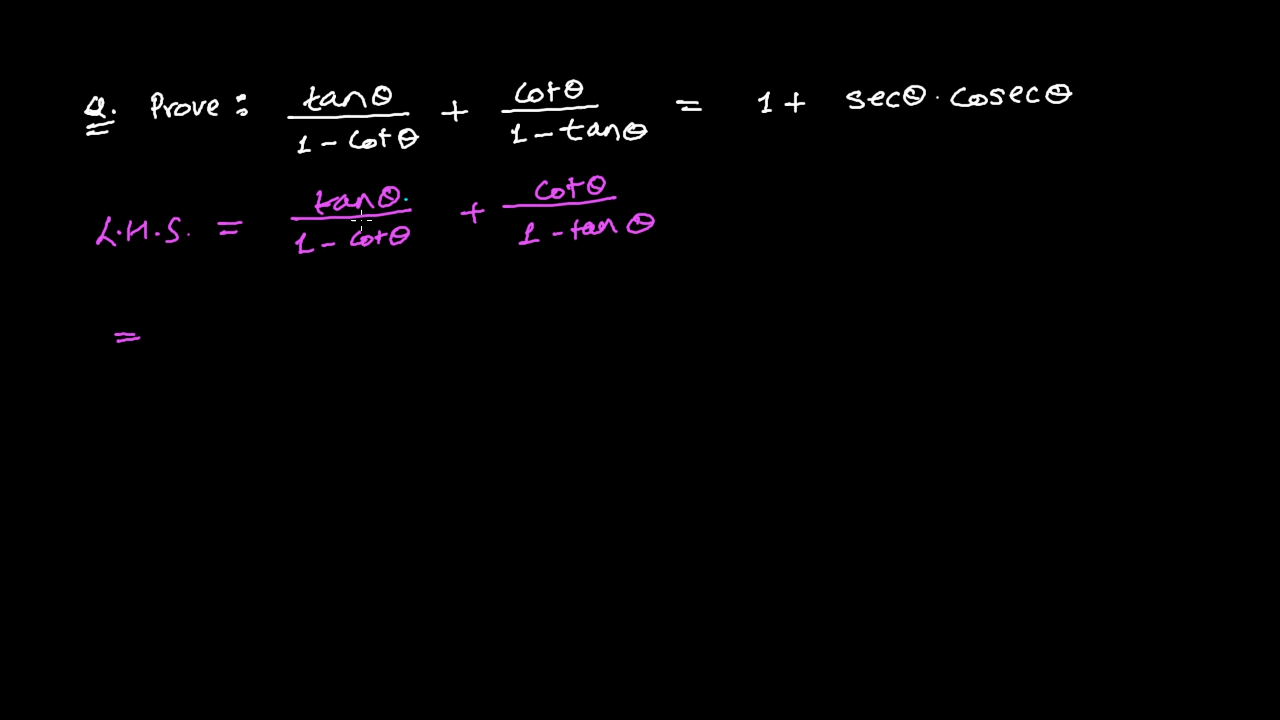 Q. Prove : tanθ / 1 - cotθ + cotθ / 1 - tanθ = 1 + secθ · cosecθ
L.H.S. = tanθ / 1 - cotθ + cotθ / 1 - tanθ
=